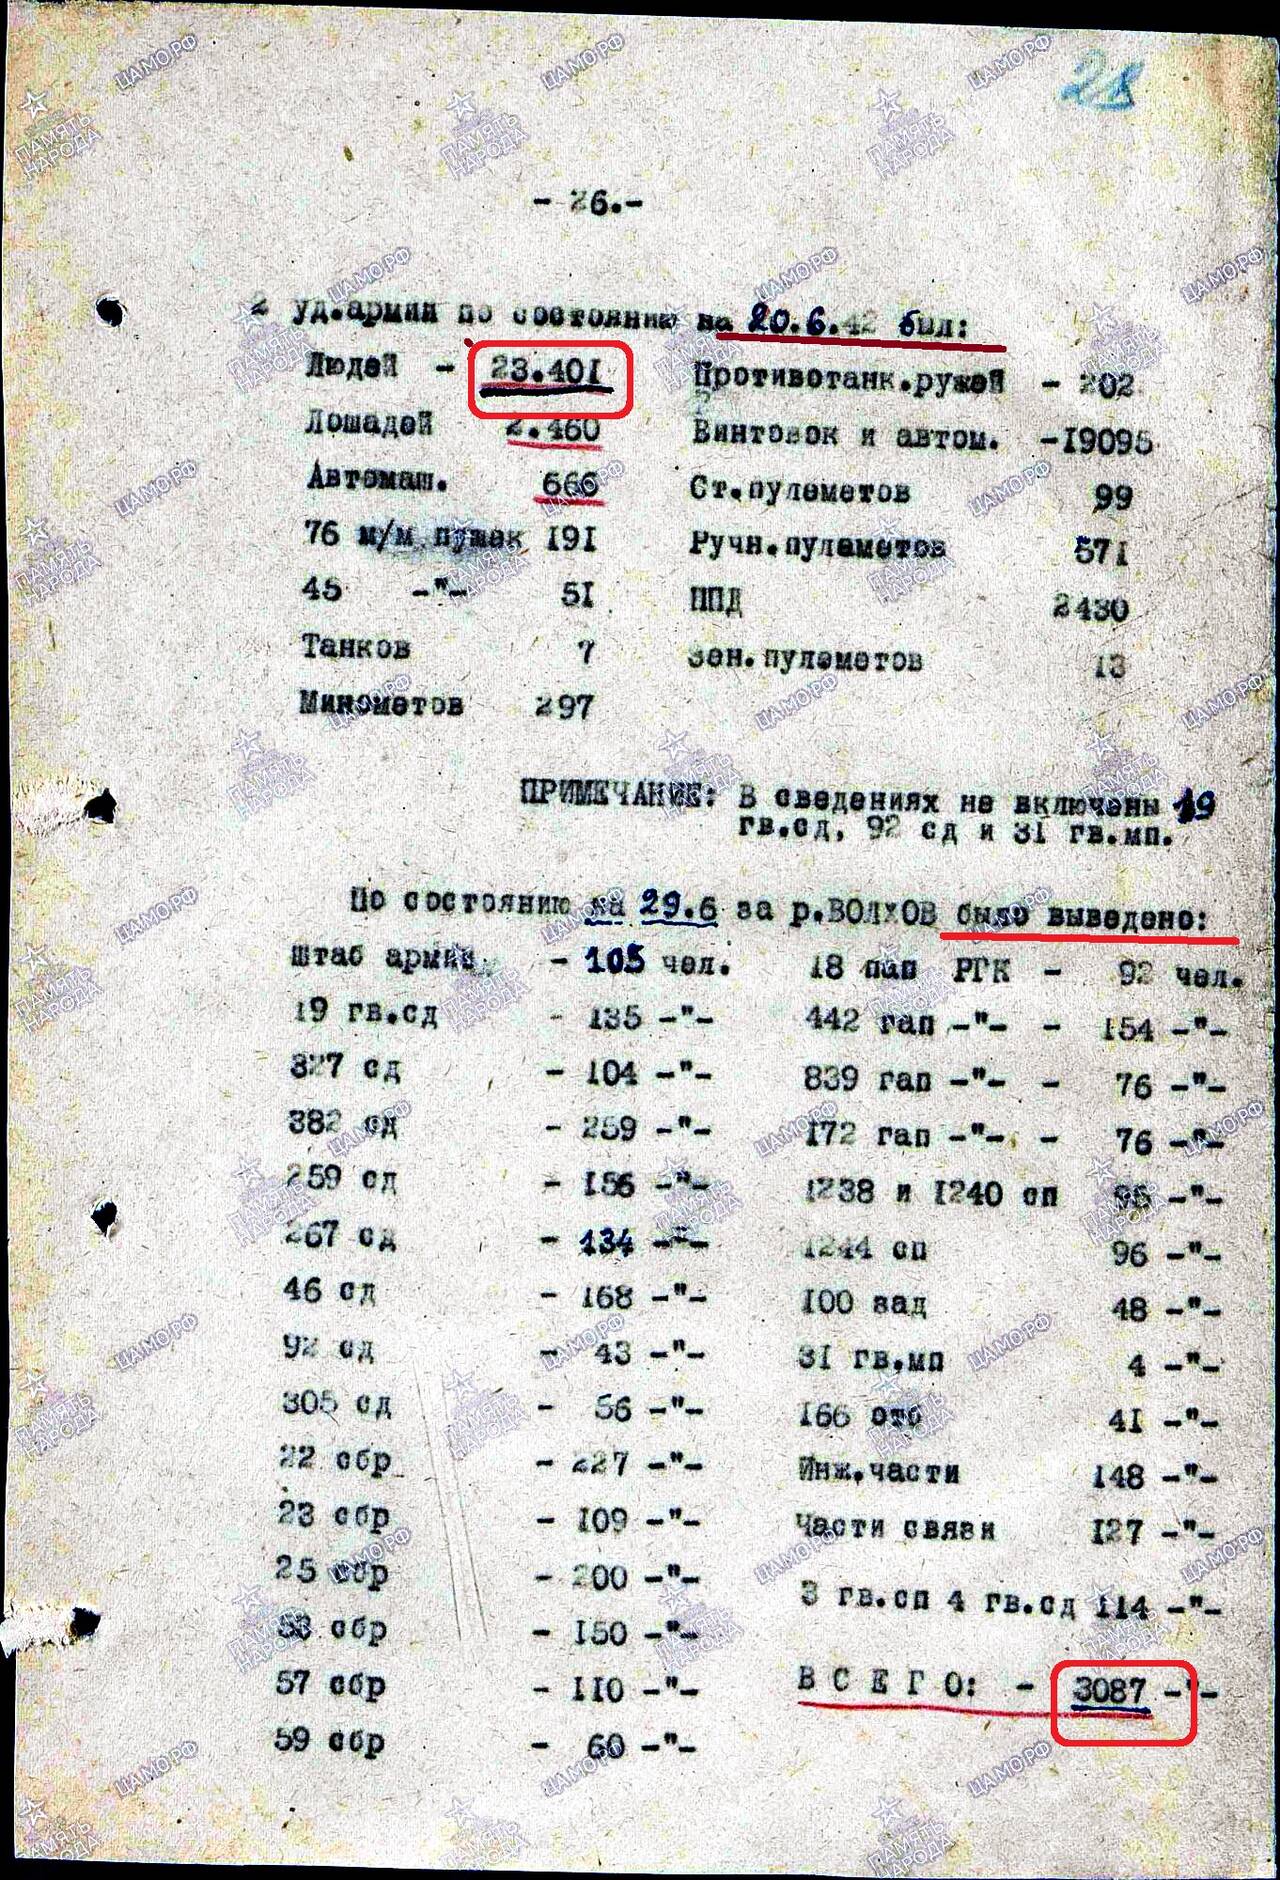 28
- 26.-
2 уд.армии по состоянию на 20.6.42 был:
Людей - 23.401 Противотанк.ружей - 202
Лошадей 2.460 Винтовок и автом. -19095
Автомаш. 666 Ст.пулеметов 99
76 м/м пушек 191 Ручн.пулеметов 571
45 -"- 51 ППД 2430
Танков 7 Зен.пулеметов 13
Минометов 297
ПРИМЕЧАНИЕ: В сведениях не включены 19
гв.сд, 92 сд и 31 гв.мп.
По состоянию на 29.6 за р.ВОЛХОВ было выведено:
Штаб армии - 105 чел. 18 пап РГК - 92 чел.
19 гв.сд - 135 -"- 442 гап -"- - 154 -"-
327 сд - 104 -"- 839 гап -"- - 76 -"-
382 сд - 259 -"- 172 гап -"- - 76 -"-
259 сд - 156 -"- 1238 и 1240 сп -"-
267 сд - 134 -"- 1244 сп 96 -"-
46 сд - 168 -"- 100 зад 48 -"-
92 сд - 43 -"- 31 гв.мп 4 -"-
305 сд - 56 -"- 166 отб 41 -"-
22 сбр - 227 -"- Инж.части 148 -"-
23 сбр - 109 -"- Части связи 127 -"-
25 сбр - 200 -"- 3 гв.сп 4 гв.сд 114 -"-
53 сбр - 150 -"-
57 сбр - 110 -"- ВСЕГО: - 3087 -"-
59 сбр - 60 -"-
ЦАМО.РФ
ПАМЯТЬ НАРОДА